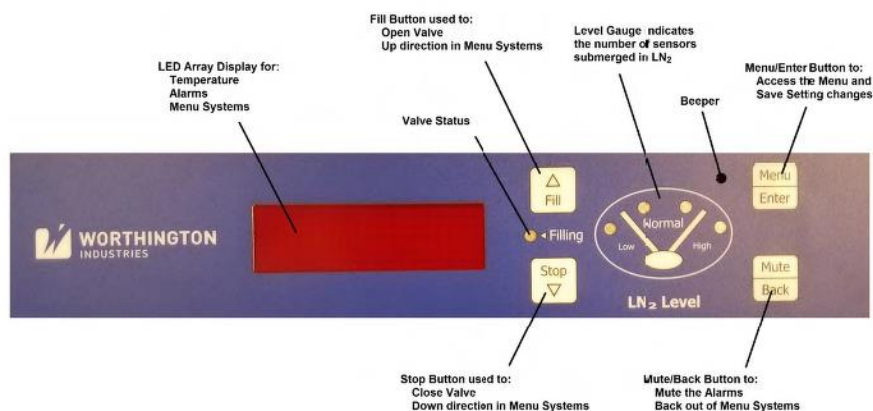 Fill Button used to:
Open Valve
Up direction in Menu Systems
Level Gauge indicates
the number of sensors
submerged in LN₂
LED Array Display for:
Temperature
Alarms
Menu Systems
Menu/Enter Button to:
Access the Menu and
Save Setting changes
Beeper
Valve Status
Menu
Enter
△
Fill
WORTHINGTON
INDUSTRIES
◂ Filling
Normal
Low
High
Stop
▽
Mute
Back
LN₂ Level
Stop Button used to:
Close Valve
Down direction in Menu Systems
Mute/Back Button to:
Mute the Alarms
Back out of Menu Systems